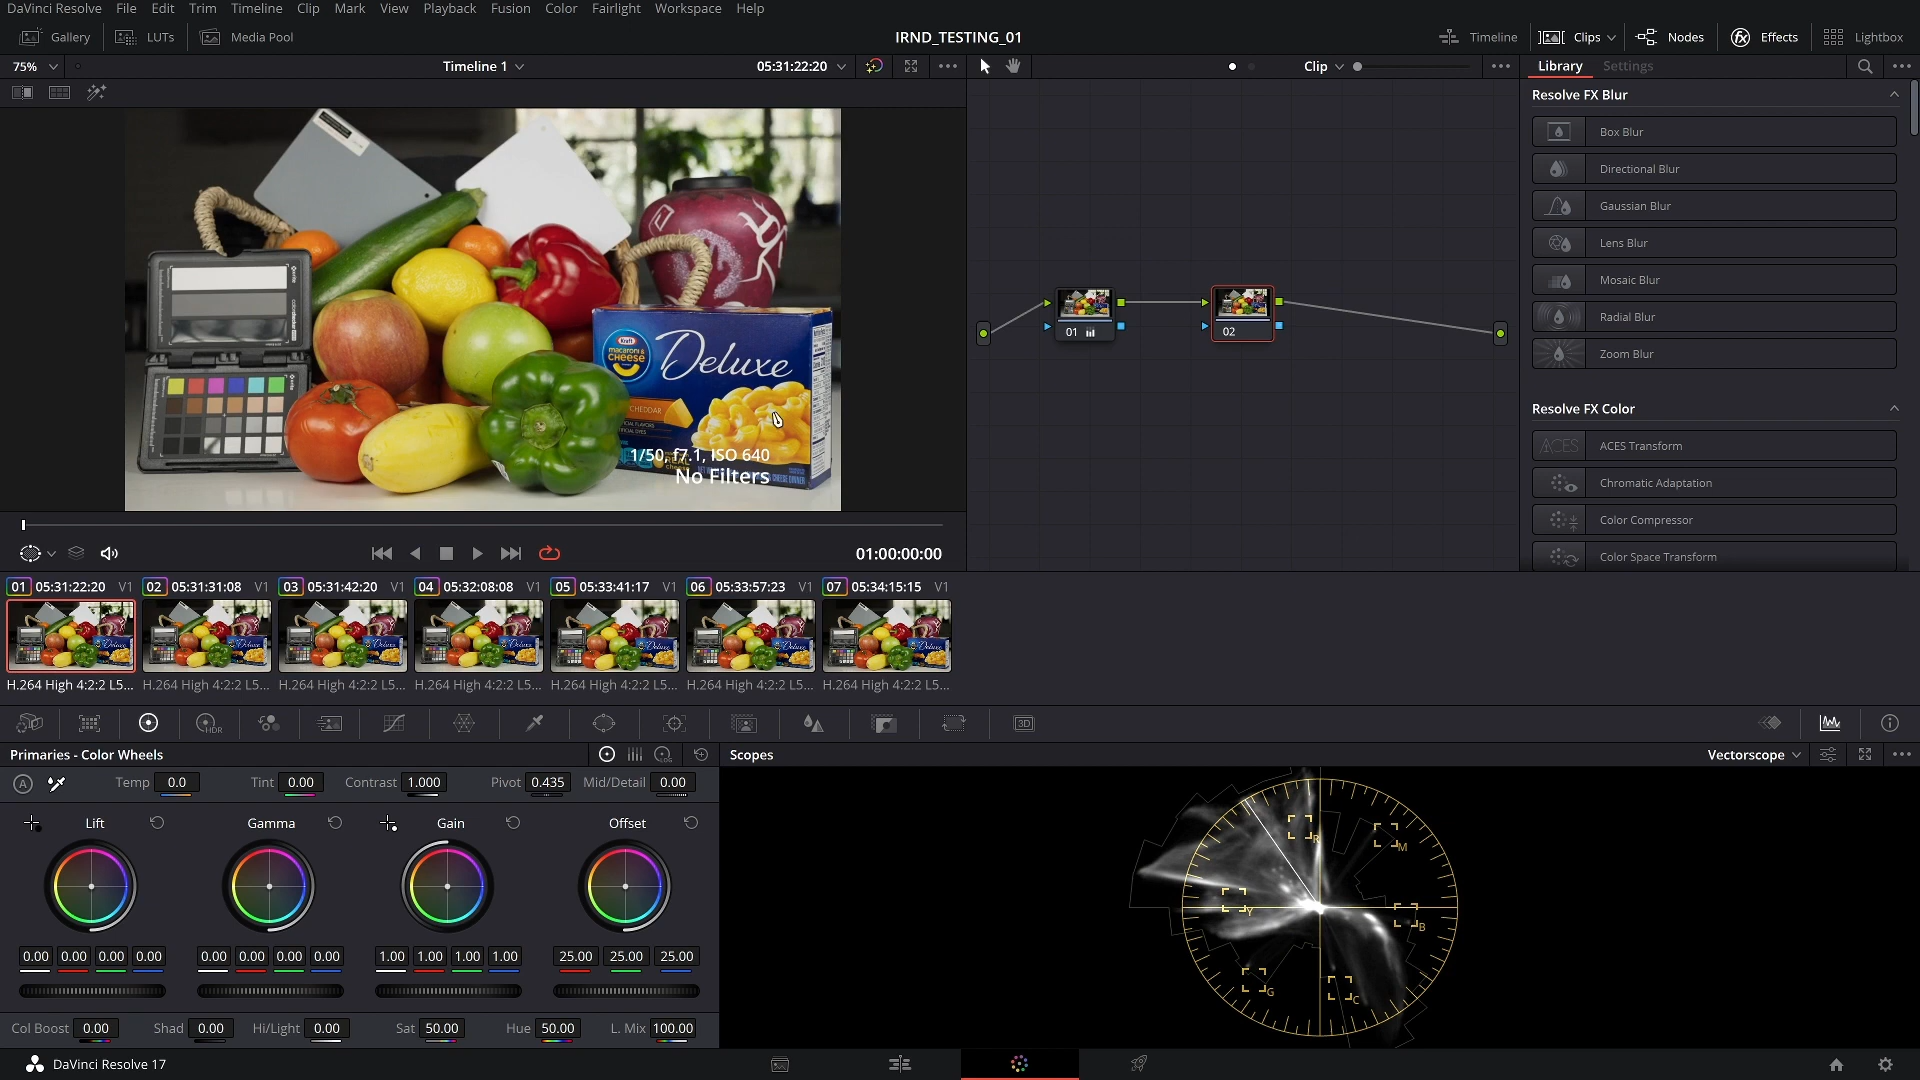 DaVinci Resolve File Edit Trim Timeline Clip Mark View Playback Fusion Color Fairlight Workspace Help
Gallery LUTs Media Pool IRND_TESTING_01 Timeline Clips Nodes Effects Lightbox
75% Timeline 1 05:31:22:20 Clip Library Settings
Resolve FX Blur
Box Blur
Directional Blur
Gaussian Blur
Lens Blur
Mosaic Blur
Radial Blur
Zoom Blur
Resolve FX Color
ACES ACES Transform
Chromatic Adaptation
Color Compressor
Color Space Transform
Kraft
macaroni &
CHEESE
Deluxe
CHEDDAR
1/50, f7.1, ISO 640
No Filters
CHEESE DINNER
01
02
01:00:00:00
01 05:31:22:20 V1 02 05:31:31:08 V1 03 05:31:42:20 V1 04 05:32:08:08 V1 05 05:33:41:17 V1 06 05:33:57:23 V1 07 05:34:15:15 V1
H.264 High 4:2:2 L5... H.264 High 4:2:2 L5... H.264 High 4:2:2 L5... H.264 High 4:2:2 L5... H.264 High 4:2:2 L5... H.264 High 4:2:2 L5... H.264 High 4:2:2 L5...
HDR 3D
Primaries - Color Wheels LOG Scopes Vectorscope
A Temp 0.0 Tint 0.00 Contrast 1.000 Pivot 0.435 Mid/Detail 0.00
Lift Gamma Gain Offset
0.00 0.00 0.00 0.00 0.00 0.00 0.00 0.00 1.00 1.00 1.00 1.00 25.00 25.00 25.00
Col Boost 0.00 Shad 0.00 Hi/Light 0.00 Sat 50.00 Hue 50.00 L. Mix 100.00
R
M
Y
B
G
C
DaVinci Resolve 17